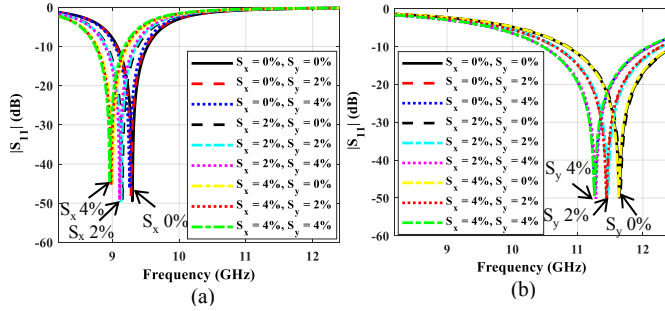 0
-10
-20
-30
-40
-50
-60
|S11| (dB)
9
10
11
12
Frequency (GHz)
(a)
Sx = 0%, Sy = 0%
Sx = 0%, Sy = 2%
Sx = 0%, Sy = 4%
Sx = 2%, Sy = 0%
Sx = 2%, Sy = 2%
Sx = 2%, Sy = 4%
Sx = 4%, Sy = 0%
Sx = 4%, Sy = 2%
Sx = 4%, Sy = 4%
Sx 4%
Sx 2%
Sx 0%
0
-10
-20
-30
-40
-50
-60
|S11| (dB)
9
10
11
12
Frequency (GHz)
(b)
Sx = 0%, Sy = 0%
Sx = 0%, Sy = 2%
Sx = 0%, Sy = 4%
Sx = 2%, Sy = 0%
Sx = 2%, Sy = 2%
Sx = 2%, Sy = 4%
Sx = 4%, Sy = 0%
Sx = 4%, Sy = 2%
Sx = 4%, Sy = 4%
Sy 4%
Sy 2%
Sy 0%